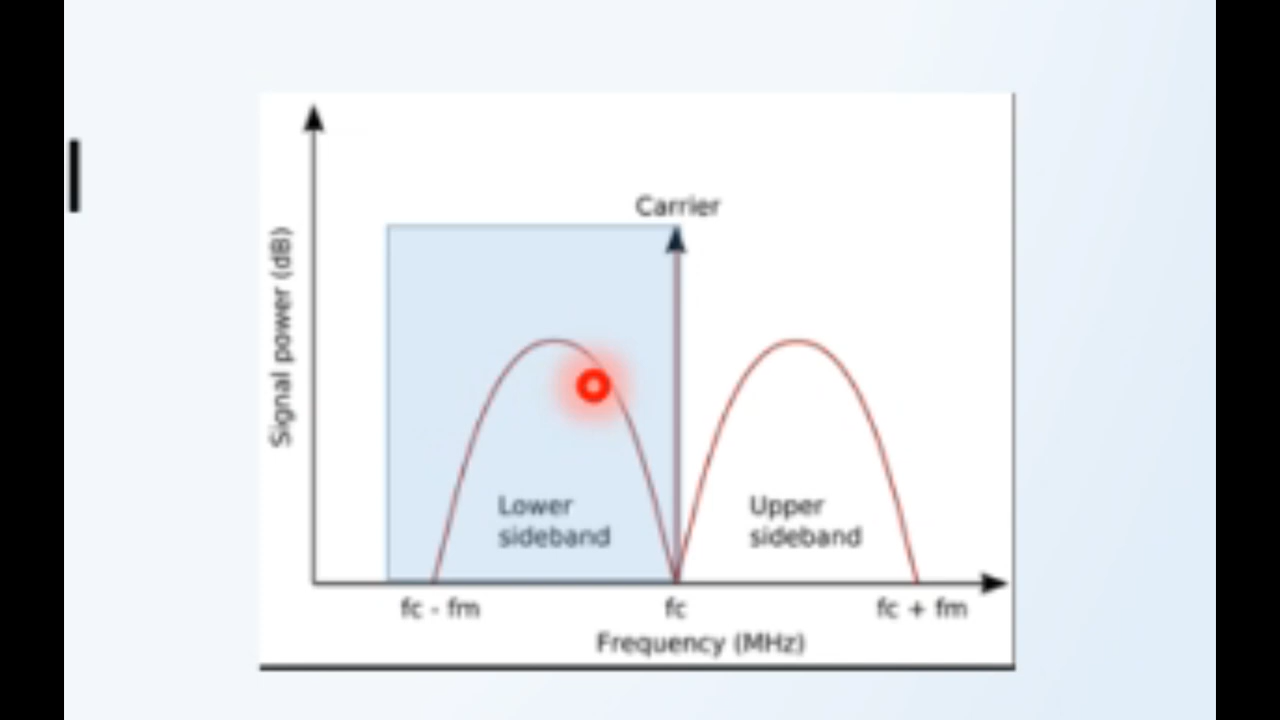 Carrier
Signal power (dB)
Lower
sideband
Upper
sideband
fc - fm
fc
fc + fm
Frequency (MHz)